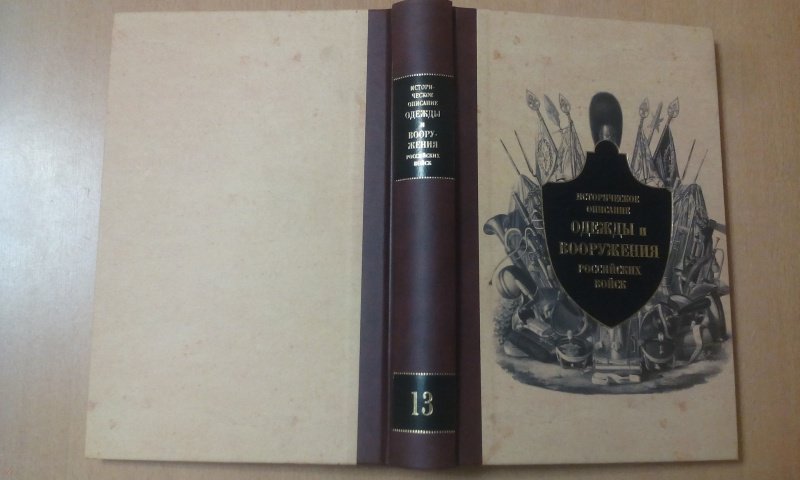 ИСТОРИ-
ЧЕСКОЕ
ОПИСАНИЕ
ОДЕЖДЫ
и
ВООРУ-
ЖЕНИЯ
РОССИЙСКИХ
ВОЙСК
13
ИСТОРИЧЕСКОЕ
ОПИСАНИЕ
ОДЕЖДЫ и
ВООРУЖЕНИЯ
РОССИЙСКИХ
ВОЙСК